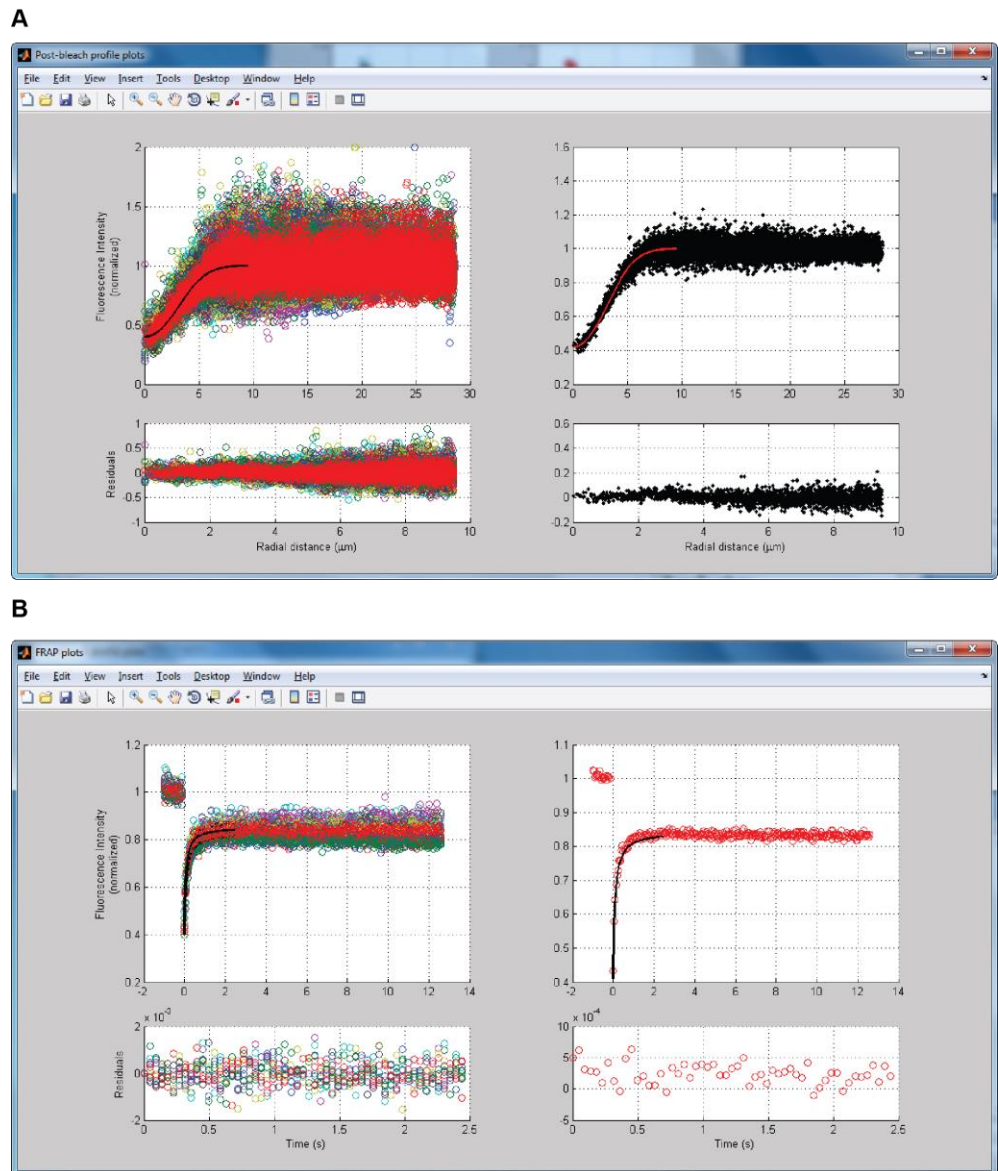 A
Post-bleach profile plots
File Edit View Insert Tools Desktop Window Help
2
1.5
1
0.5
0
Fluorescence Intensity
(normalized)
0 5 10 15 20 25 30
1.6
1.4
1.2
1
0.8
0.6
0.4
0.2
0 5 10 15 20 25 30
1
0.5
0
-0.5
-1
Residuals
0 2 4 6 8 10
Radial distance (µm)
0.6
0.4
0.2
0
-0.2
0 2 4 6 8 10
Radial distance (µm)
B
FRAP plots
File Edit View Insert Tools Desktop Window Help
1.2
1
0.8
0.6
0.4
0.2
Fluorescence Intensity
(normalized)
-2 0 2 4 6 8 10 12 14
1.1
1
0.9
0.8
0.7
0.6
0.5
0.4
-2 0 2 4 6 8 10 12 14
x 10⁻³
2
1
0
-1
-2
Residuals
0 0.5 1 1.5 2 2.5
Time (s)
x 10⁻⁴
10
5
0
-5
0 0.5 1 1.5 2 2.5
Time (s)